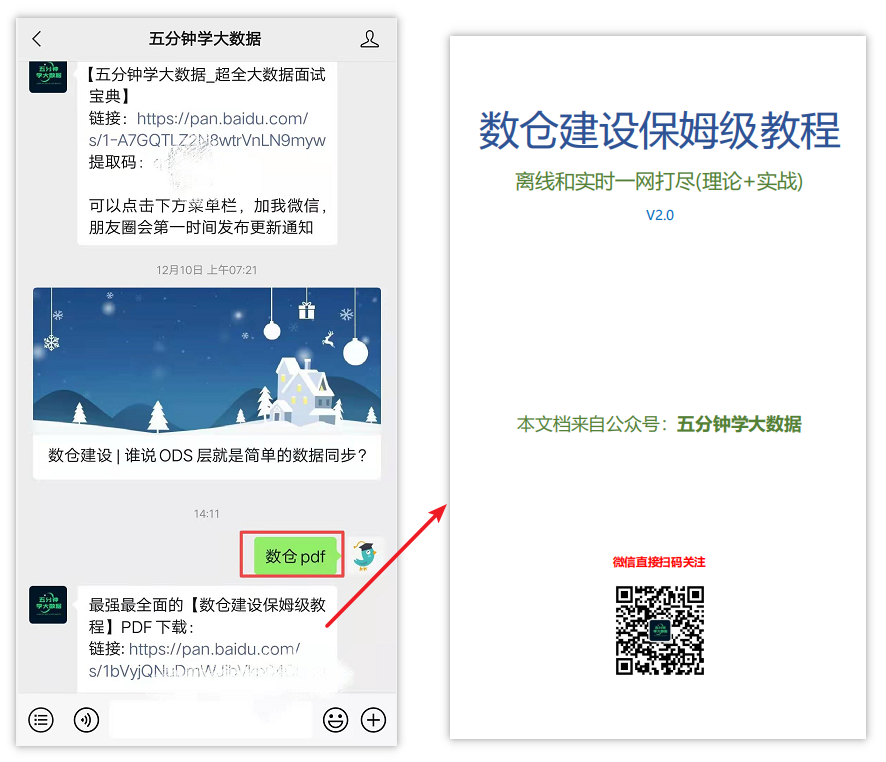 五分钟学大数据
五分钟
学大数据
【五分钟学大数据_超全大数据面试
宝典】
链接：https://pan.baidu.com/
s/1-A7GQTLZ2N8wtrVnLN9myw
提取码：
可以点击下方菜单栏，加我微信，
朋友圈会第一时间发布更新通知
12月10日 上午07:21
数仓建设 | 谁说 ODS 层就是简单的数据同步？
14:11
数仓 pdf
五分钟
学大数据
最强最全面的【数仓建设保姆级教
程】PDF 下载：
链接: https://pan.baidu.com/
数仓建设保姆级教程
离线和实时一网打尽(理论+实战)
V2.0
本文档来自公众号：五分钟学大数据
微信直接扫码关注
五分钟
学大数据